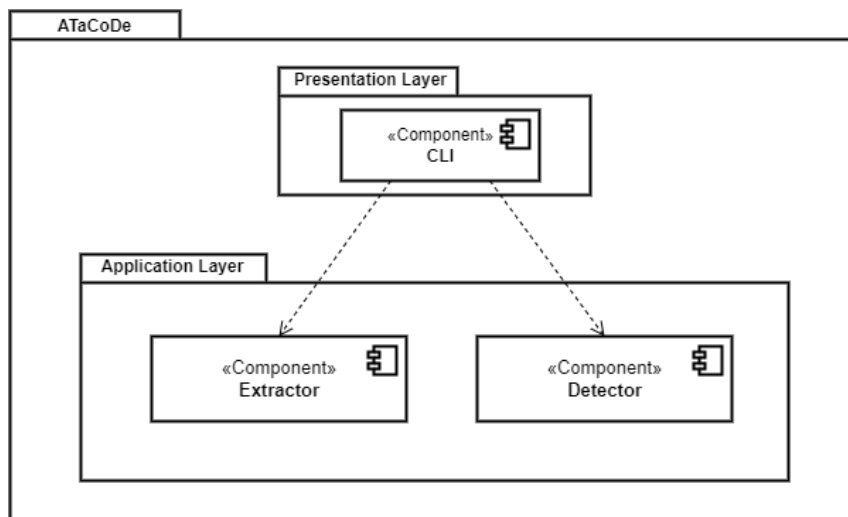 ATaCoDe
Presentation Layer
«Component»
CLI
Application Layer
«Component»
Extractor
«Component»
Detector